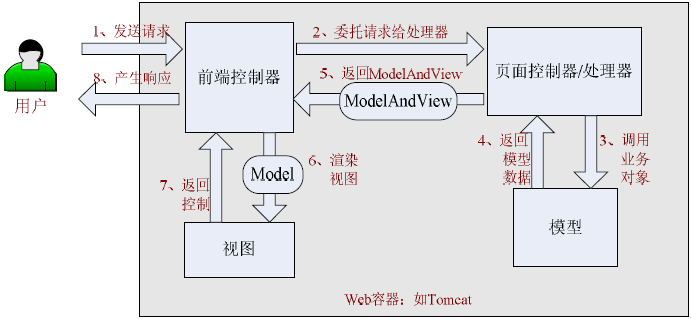 1、发送请求
2、委托请求给处理器
8、产生响应
用户
前端控制器
5、返回ModelAndView
ModelAndView
页面控制器/处理器
4、返回
模型
数据
3、调用
业务
对象
6、渲染
视图
Model
7、返回
控制
视图
模型
Web容器：如Tomcat